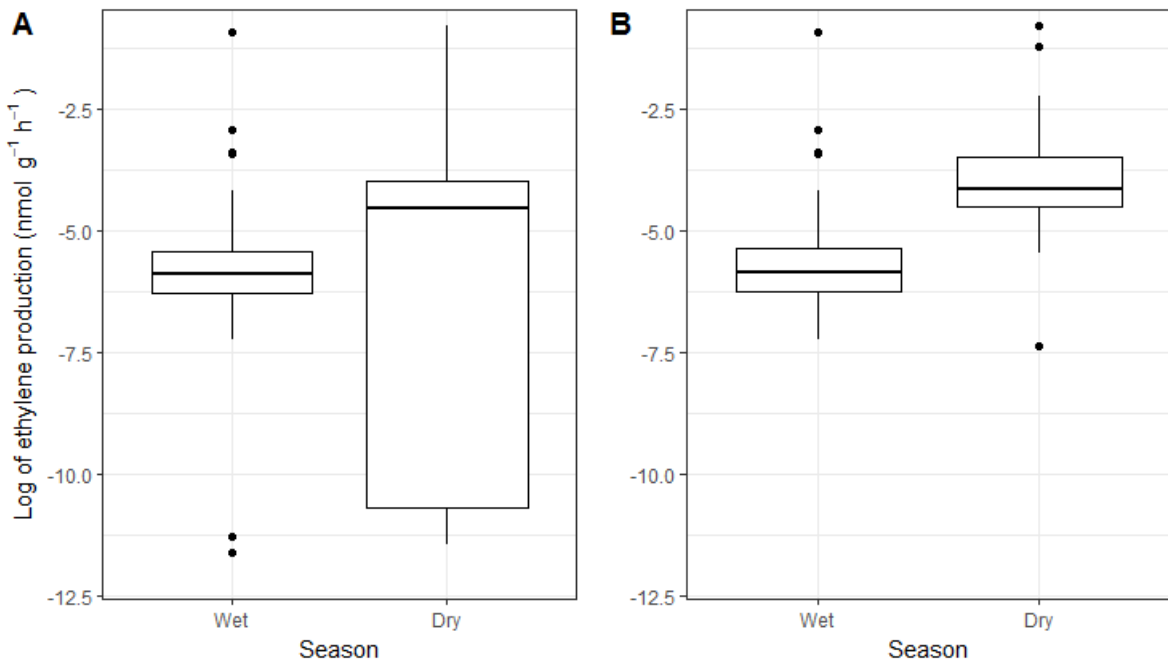 A
B
Log of ethylene production (nmol g⁻¹ h⁻¹ )
-2.5
-5.0
-7.5
-10.0
-12.5
Wet
Dry
Season
-2.5
-5.0
-7.5
-10.0
-12.5
Wet
Dry
Season